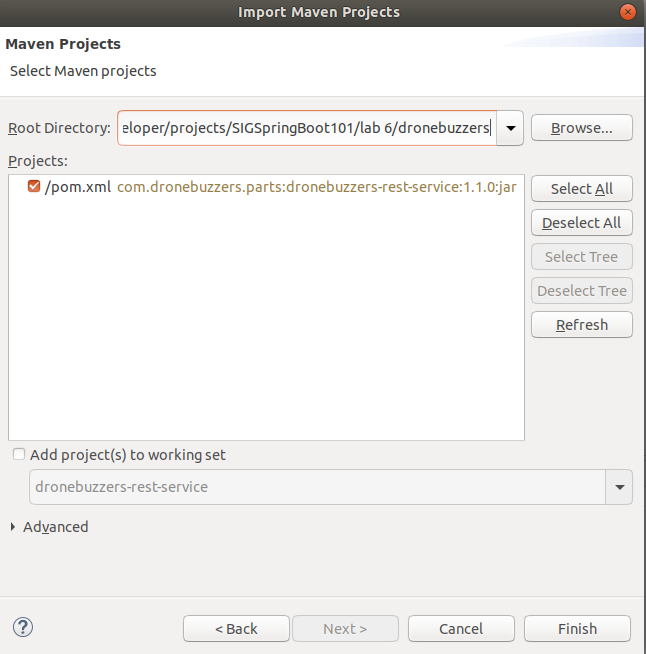 Import Maven Projects
Maven Projects
Select Maven projects
Root Directory: eloper/projects/SIGSpringBoot101/lab 6/dronebuzzers Browse...
Projects:
/pom.xml com.dronebuzzers.parts:dronebuzzers-rest-service:1.1.0:jar
Select All
Deselect All
Select Tree
Deselect Tree
Refresh
Add project(s) to working set
dronebuzzers-rest-service
Advanced
? < Back Next > Cancel Finish